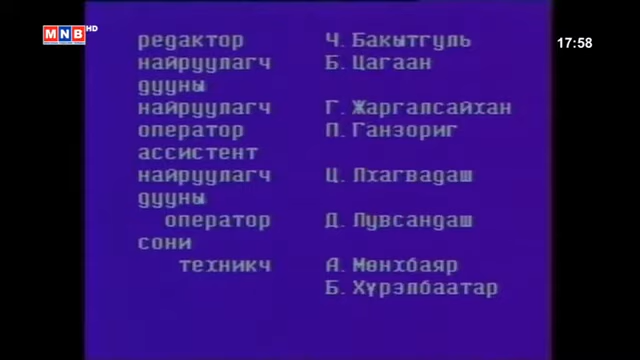 MNB HD
17:58
редактор Ч. Бакытгуль
найруулагч Б. Цагаан
дууны
найруулагч Г. Жаргалсайхан
оператор П. Ганзориг
ассистент
найруулагч Ц. Лхагвадаш
дууны
оператор Д. Лувсандаш
сони
техникч А. Мөнхбаяр
Б. Хүрэлбаатар